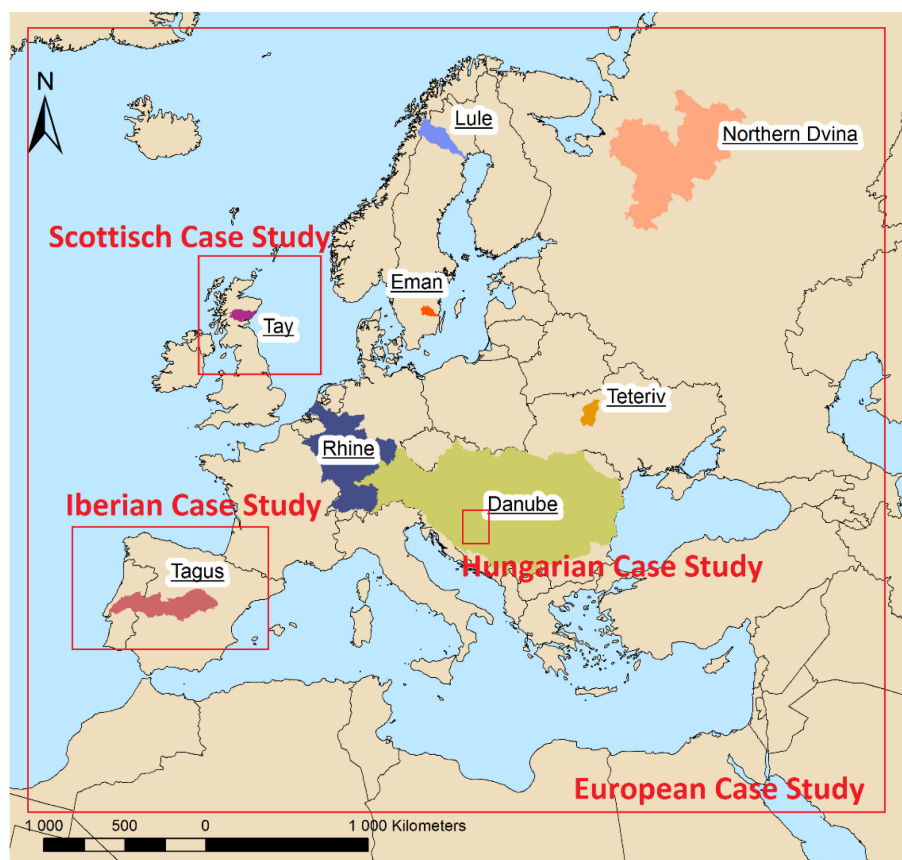 N
Lule
Northern Dvina
Scottisch Case Study
Eman
Tay
Teteriv
Rhine
Iberian Case Study
Danube
Hungarian Case Study
Tagus
European Case Study
1 000 500 0 1 000 Kilometers